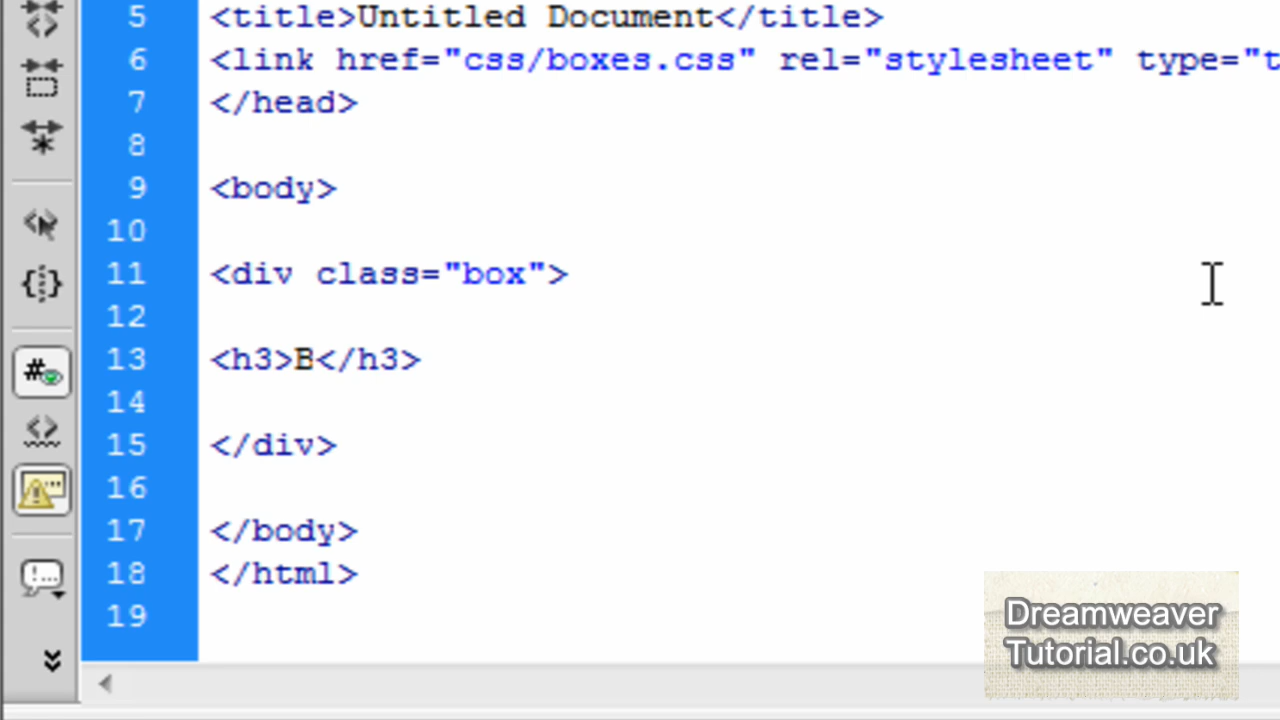 5 <title>Untitled Document</title>
6 <link href="css/boxes.css" rel="stylesheet" type="t
7 </head>
8
9 <body>
10
11 <div class="box">
12
13 <h3>B</h3>
14
15 </div>
16
17 </body>
18 </html>
19
Dreamweaver
Tutorial.co.uk